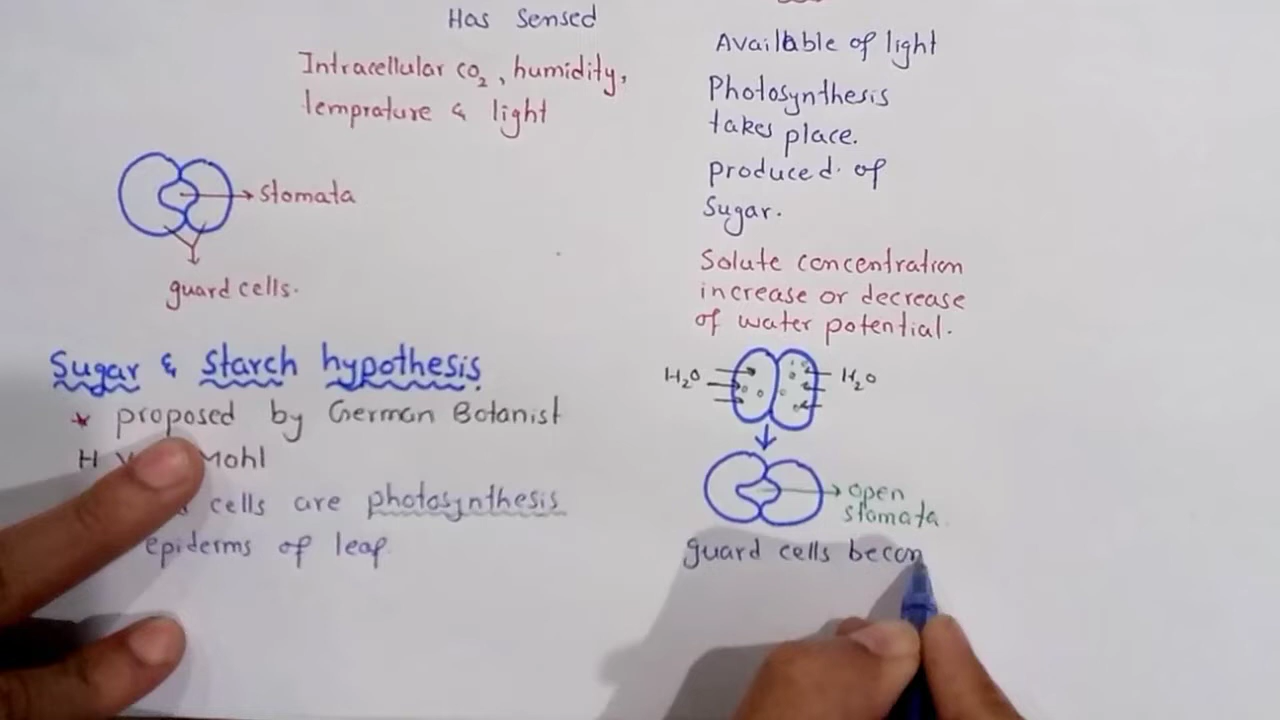 Has Sensed
Intracellular CO2, humidity,
temprature & light
Stomata
guard cells.
Sugar & Starch hypothesis
* proposed by German Botanist
H Mohl
cells are photosynthesis
epiderms of leaf
Available of light
Photosynthesis
takes place.
produced of
Sugar.
Solute concentration
increase or decrease
of water potential.
H2O H2O
open
stomata.
guard cells becom